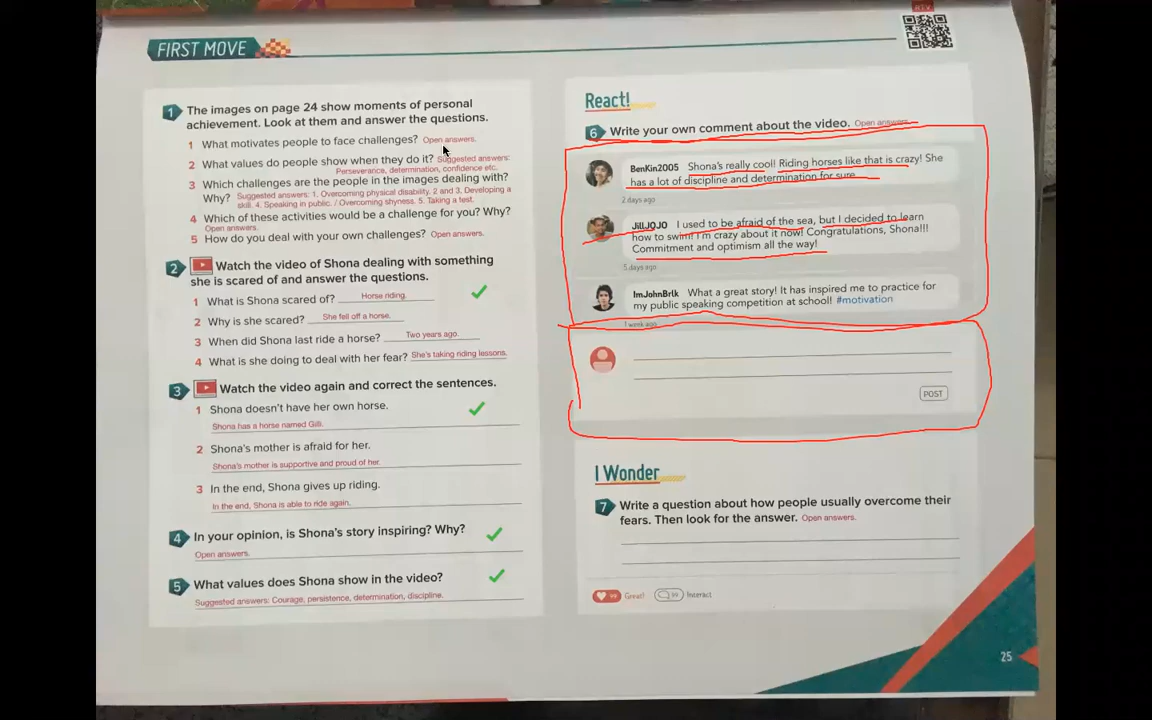 FIRST MOVE
1 The images on page 24 show moments of personal
achievement. Look at them and answer the questions.
1 What motivates people to face challenges? Open answers.
2 What values do people show when they do it? Suggested answers:
Perseverance, determination, confidence etc.
3 Which challenges are the people in the images dealing with?
Why? Suggested answers: 1. Overcoming physical disability. 2 and 3. Developing a
skill. 4. Speaking in public. / Overcoming shyness. 5. Taking a test.
4 Which of these activities would be a challenge for you? Why?
Open answers.
5 How do you deal with your own challenges? Open answers.
2 Watch the video of Shona dealing with something
she is scared of and answer the questions.
1 What is Shona scared of? Horse riding.
2 Why is she scared? She fell off a horse.
3 When did Shona last ride a horse? Two years ago.
4 What is she doing to deal with her fear? She's taking riding lessons.
3 Watch the video again and correct the sentences.
1 Shona doesn't have her own horse.
Shona has a horse named Gilli.
2 Shona's mother is afraid for her.
Shona's mother is supportive and proud of her.
3 In the end, Shona gives up riding.
In the end, Shona is able to ride again.
4 In your opinion, is Shona's story inspiring? Why?
Open answers.
5 What values does Shona show in the video?
Suggested answers: Courage, persistence, determination, discipline.
React!
6 Write your own comment about the video. Open answers.
BenKin2005 Shona's really cool! Riding horses like that is crazy! She
has a lot of discipline and determination for sure.
2 days ago
JillJOJO I used to be afraid of the sea, but I decided to learn
how to swim! I'm crazy about it now! Congratulations, Shona!!!
Commitment and optimism all the way!
5 days ago
ImJohnBrlk What a great story! It has inspired me to practice for
my public speaking competition at school! #motivation
1 week ago
POST
I Wonder
7 Write a question about how people usually overcome their
fears. Then look for the answer. Open answers.
99 Great! 99 Interact
25